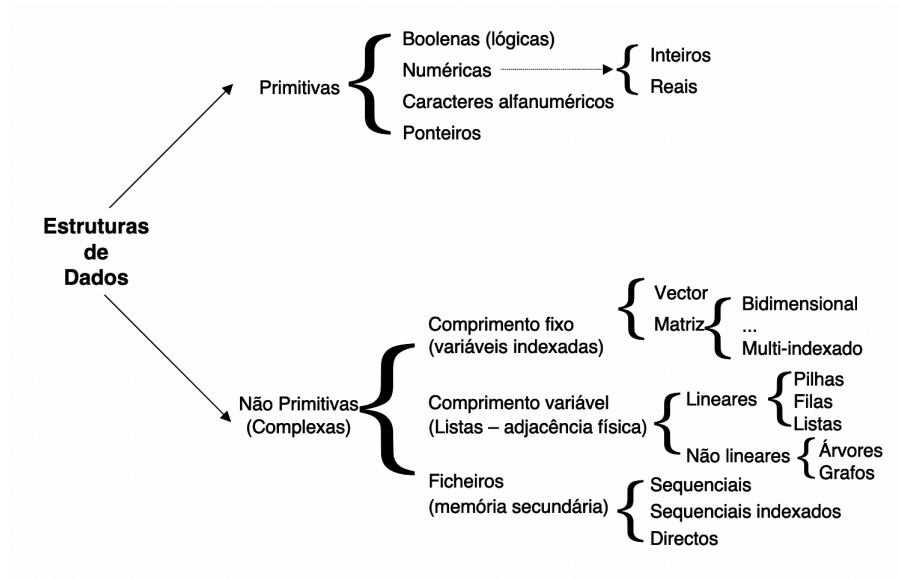 Estruturas
de
Dados
Primitivas
Boolenas (lógicas)
Numéricas
Caracteres alfanuméricos
Ponteiros
Inteiros
Reais
Não Primitivas
(Complexas)
Comprimento fixo
(variáveis indexadas)
Vector
Matriz
Bidimensional
...
Multi-indexado
Comprimento variável
(Listas – adjacência física)
Lineares
Pilhas
Filas
Listas
Não lineares
Árvores
Grafos
Ficheiros
(memória secundária)
Sequenciais
Sequenciais indexados
Directos